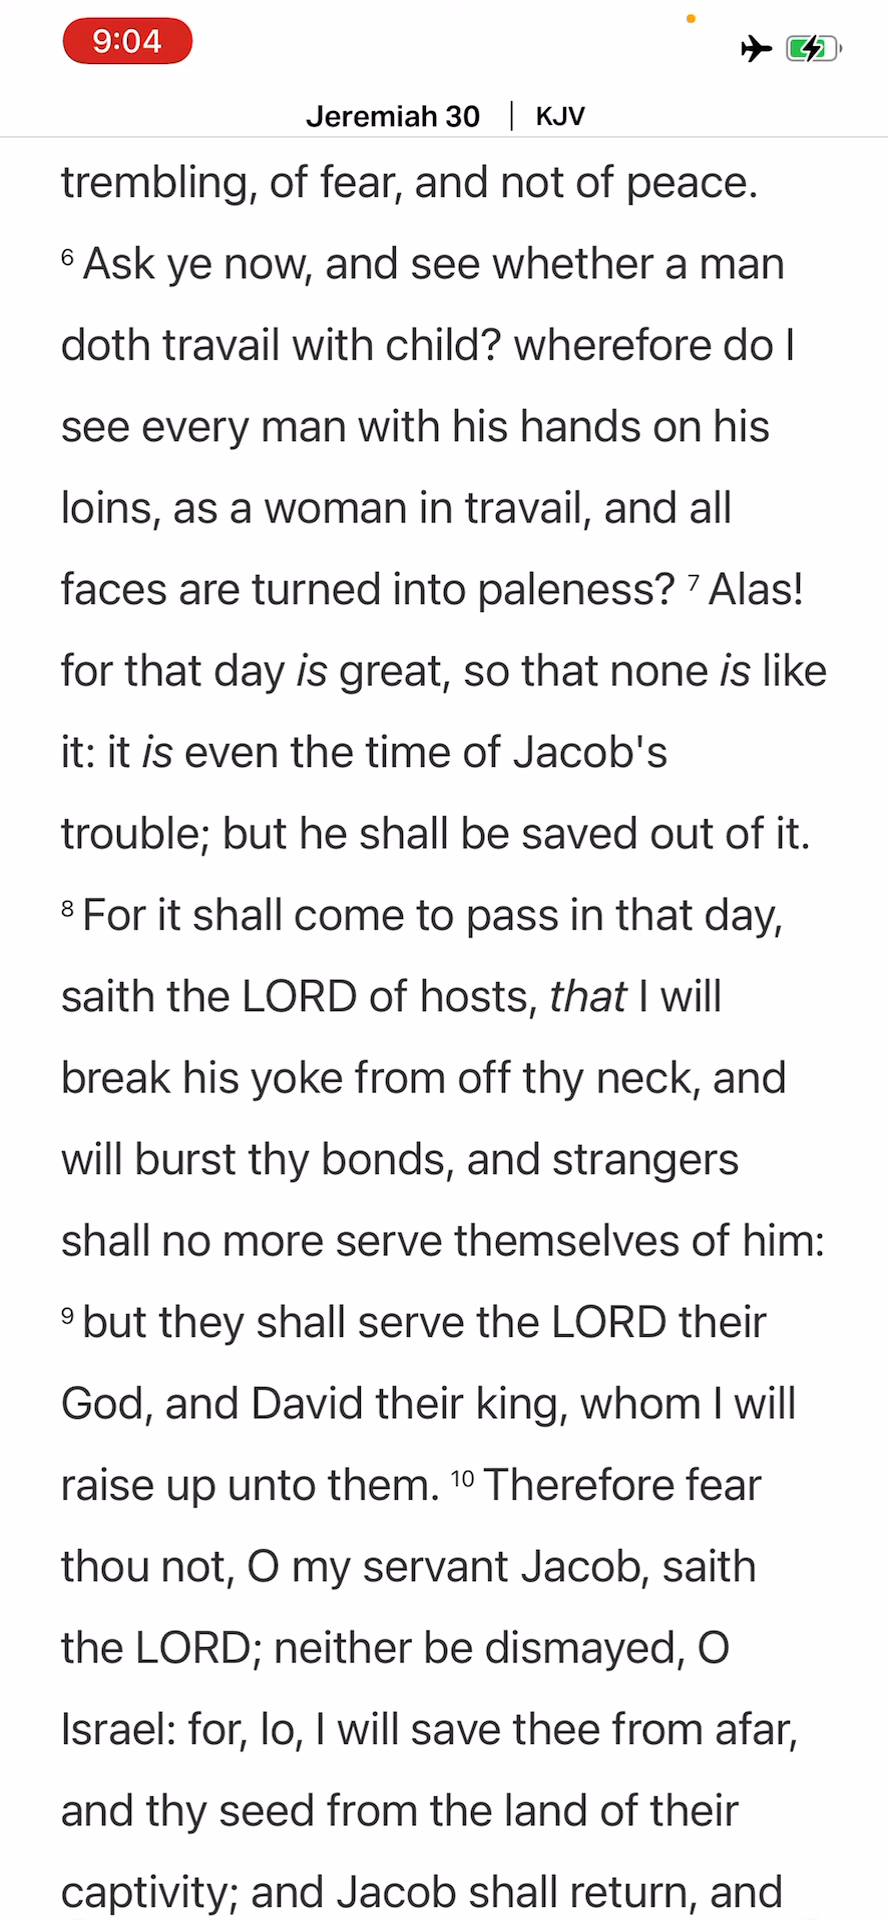 9:04
Jeremiah 30 | KJV
trembling, of fear, and not of peace.
6 Ask ye now, and see whether a man
doth travail with child? wherefore do I
see every man with his hands on his
loins, as a woman in travail, and all
faces are turned into paleness? 7 Alas!
for that day is great, so that none is like
it: it is even the time of Jacob's
trouble; but he shall be saved out of it.
8 For it shall come to pass in that day,
saith the LORD of hosts, that I will
break his yoke from off thy neck, and
will burst thy bonds, and strangers
shall no more serve themselves of him:
9 but they shall serve the LORD their
God, and David their king, whom I will
raise up unto them. 10 Therefore fear
thou not, O my servant Jacob, saith
the LORD; neither be dismayed, O
Israel: for, lo, I will save thee from afar,
and thy seed from the land of their
captivity; and Jacob shall return, and